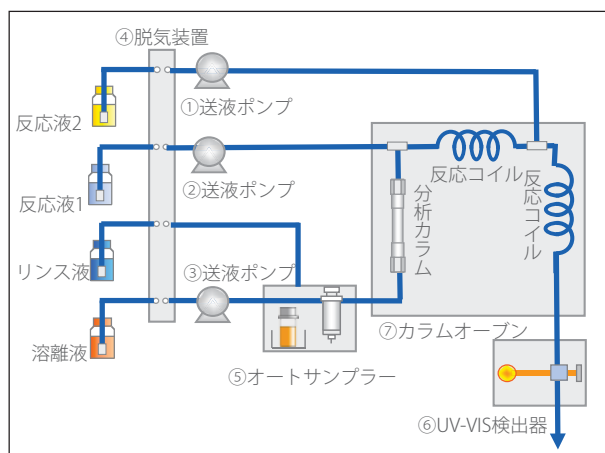 ④脱気装置
反応液2
①送液ポンプ
反応液1
②送液ポンプ
反応コイル
反応コイル
分析カラム
リンス液
③送液ポンプ
溶離液
⑤オートサンプラー
⑦カラムオーブン
⑥UV-VIS検出器